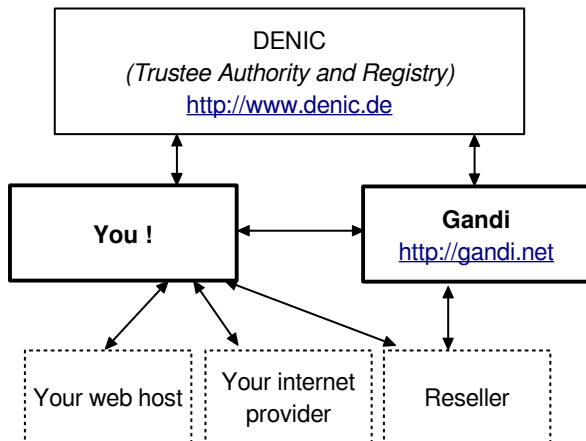 DENIC
(Trustee Authority and Registry)
http://www.denic.de
You !
Gandi
http://gandi.net
Your web host
Your internet
provider
Reseller